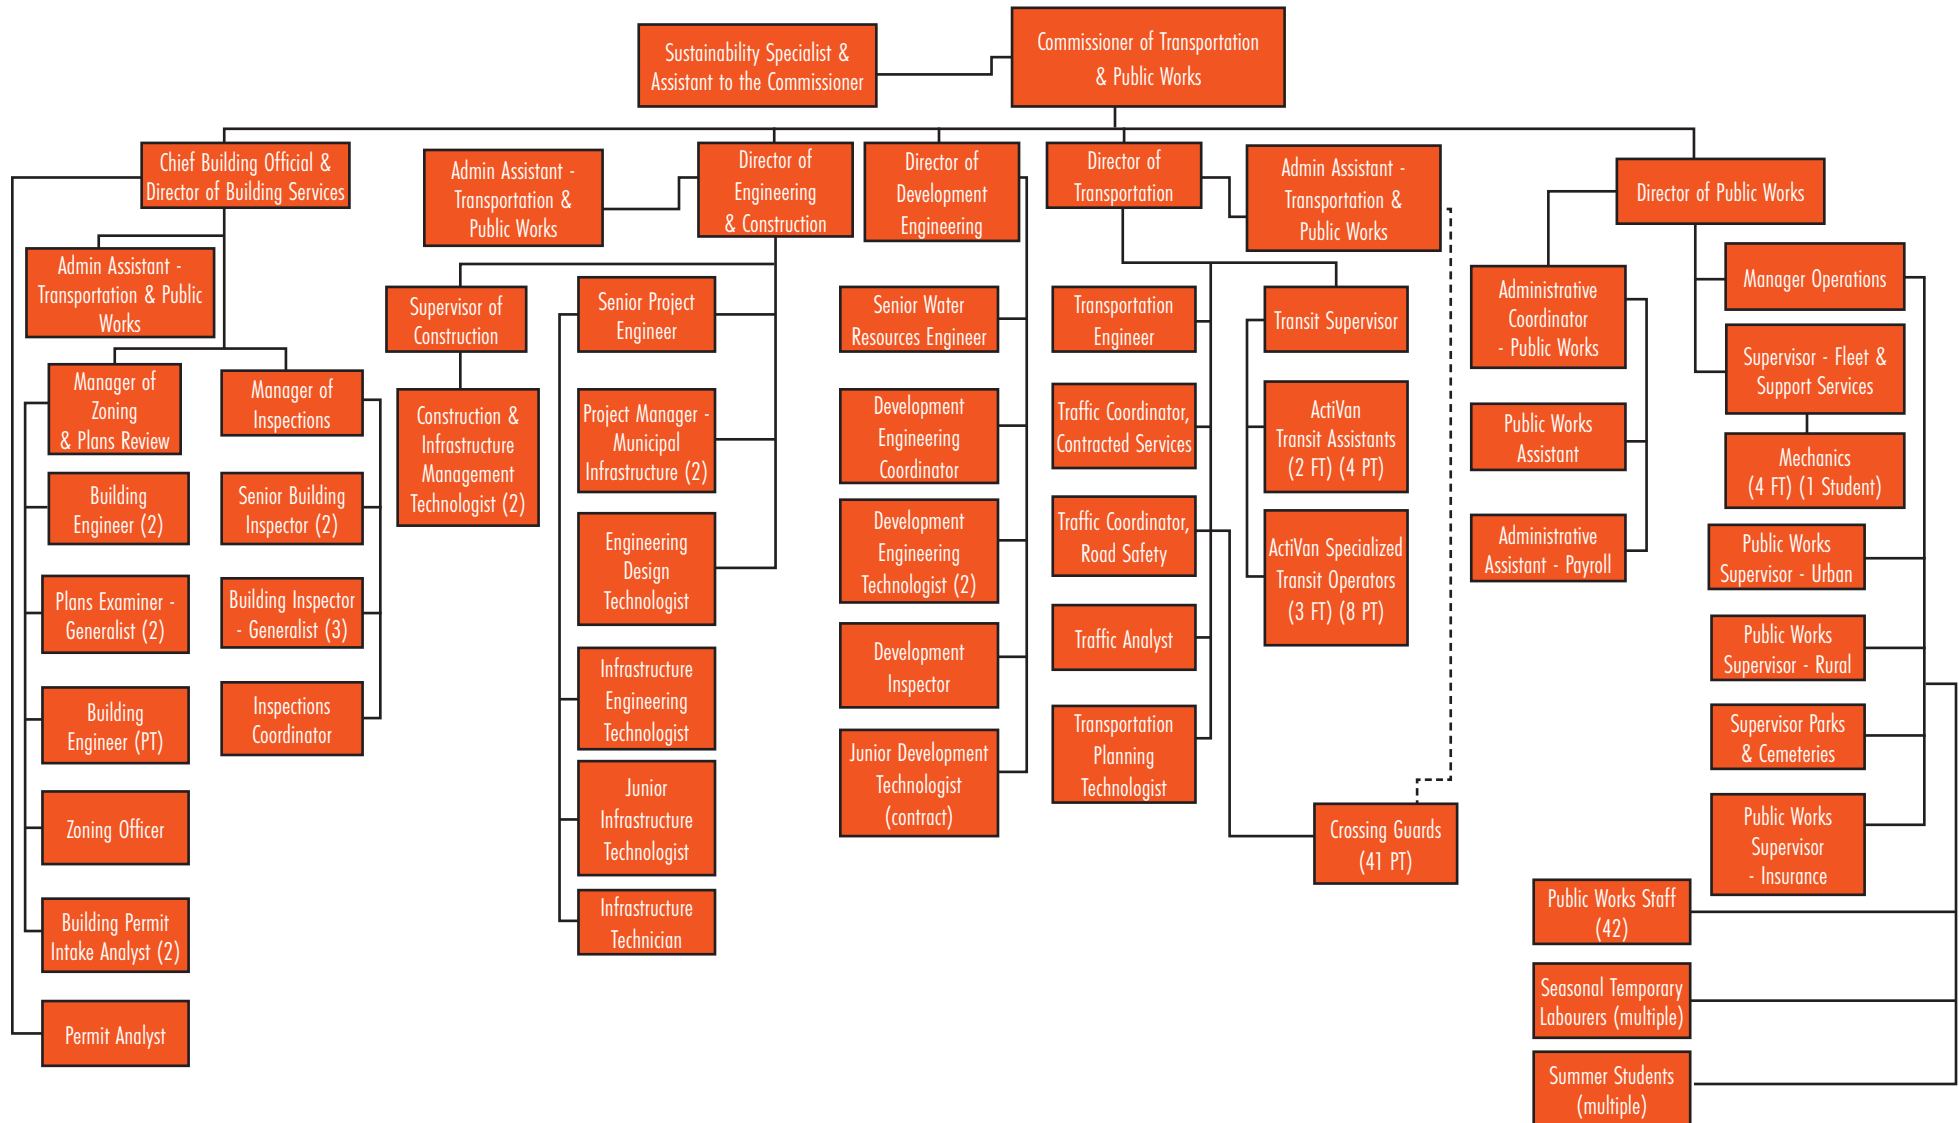 Sustainability Specialist &
Assistant to the Commissioner
Commissioner of Transportation
& Public Works
Chief Building Official &
Director of Building Services
Admin Assistant -
Transportation & Public
Works
Manager of
Zoning
& Plans Review
Building
Engineer (2)
Plans Examiner -
Generalist (2)
Building
Engineer (PT)
Zoning Officer
Building Permit
Intake Analyst (2)
Permit Analyst
Manager of
Inspections
Senior Building
Inspector (2)
Building Inspector
- Generalist (3)
Inspections
Coordinator
Admin Assistant -
Transportation &
Public Works
Director of
Engineering
& Construction
Supervisor of
Construction
Construction &
Infrastructure
Management
Technologist (2)
Senior Project
Engineer
Project Manager -
Municipal
Infrastructure (2)
Engineering
Design
Technologist
Infrastructure
Engineering
Technologist
Junior
Infrastructure
Technologist
Infrastructure
Technician
Director of
Development
Engineering
Senior Water
Resources Engineer
Development
Engineering
Coordinator
Development
Engineering
Technologist (2)
Development
Inspector
Junior Development
Technologist
(contract)
Director of
Transportation
Admin Assistant -
Transportation &
Public Works
Transportation
Engineer
Traffic Coordinator,
Contracted Services
Traffic Coordinator,
Road Safety
Traffic Analyst
Transportation
Planning
Technologist
Transit Supervisor
ActiVan
Transit Assistants
(2 FT) (4 PT)
ActiVan Specialized
Transit Operators
(3 FT) (8 PT)
Crossing Guards
(41 PT)
Director of Public Works
Administrative
Coordinator
- Public Works
Public Works
Assistant
Administrative
Assistant - Payroll
Manager Operations
Supervisor - Fleet &
Support Services
Mechanics
(4 FT) (1 Student)
Public Works
Supervisor - Urban
Public Works
Supervisor - Rural
Supervisor Parks
& Cemeteries
Public Works
Supervisor
- Insurance
Public Works Staff
(42)
Seasonal Temporary
Labourers (multiple)
Summer Students
(multiple)